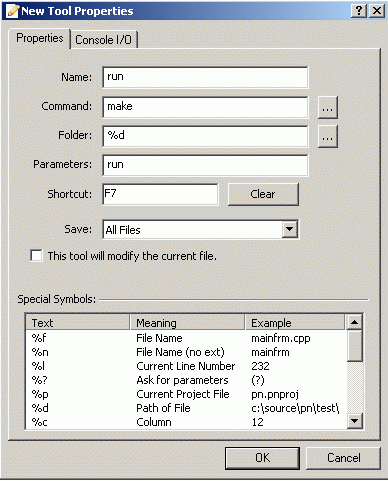 New Tool Properties
Properties Console I/O
Name: run
Command: make ...
Folder: %d ...
Parameters: run
Shortcut: F7 Clear
Save: All Files
This tool will modify the current file.
Special Symbols:
Text Meaning Example
%f File Name mainfrm.cpp
%n File Name (no ext) mainfrm
%l Current Line Number 232
%? Ask for parameters (?)
%p Current Project File pn.pnproj
%d Path of File c:\source\pn\test\
%c Column 12
OK Cancel